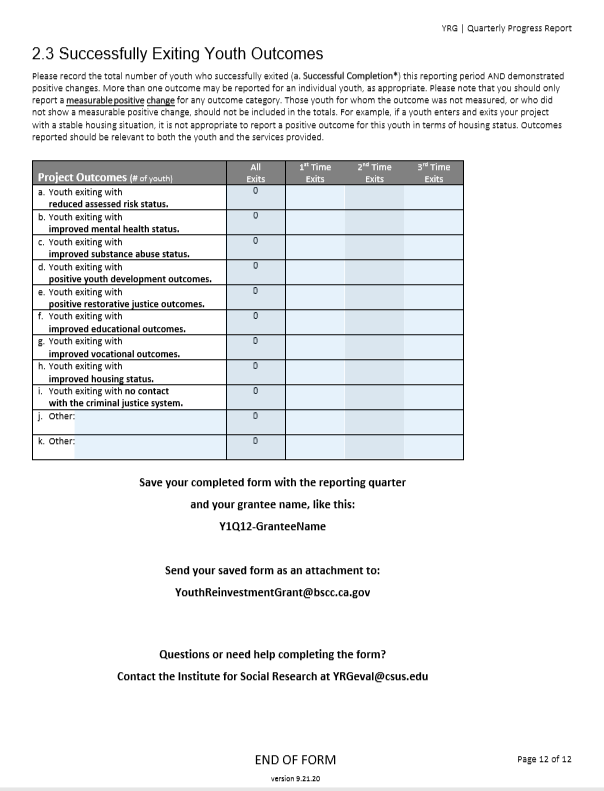 YRG | Quarterly Progress Report
2.3 Successfully Exiting Youth Outcomes
Please record the total number of youth who successfully exited (a. Successful Completion*) this reporting period AND demonstrated
positive changes. More than one outcome may be reported for an individual youth, as appropriate. Please note that you should only
report a measurable positive change for any outcome category. Those youth for whom the outcome was not measured, or who did
not show a measurable positive change, should not be included in the totals. For example, if a youth enters and exits your project
with a stable housing situation, it is not appropriate to report a positive outcome for this youth in terms of housing status. Outcomes
reported should be relevant to both the youth and the services provided.
Project Outcomes (# of youth) All Exits 1st Time Exits 2nd Time Exits 3rd Time Exits
a. Youth exiting with 0
reduced assessed risk status.
b. Youth exiting with 0
improved mental health status.
c. Youth exiting with 0
improved substance abuse status.
d. Youth exiting with 0
positive youth development outcomes.
e. Youth exiting with 0
positive restorative justice outcomes.
f. Youth exiting with 0
improved educational outcomes.
g. Youth exiting with 0
improved vocational outcomes.
h. Youth exiting with 0
improved housing status.
i. Youth exiting with no contact 0
with the criminal justice system.
j. Other: 0
k. Other: 0
Save your completed form with the reporting quarter
and your grantee name, like this:
Y1Q12-GranteeName
Send your saved form as an attachment to:
YouthReinvestmentGrant@bscc.ca.gov
Questions or need help completing the form?
Contact the Institute for Social Research at YRGeval@csus.edu
END OF FORM
Page 12 of 12
version 9.21.20